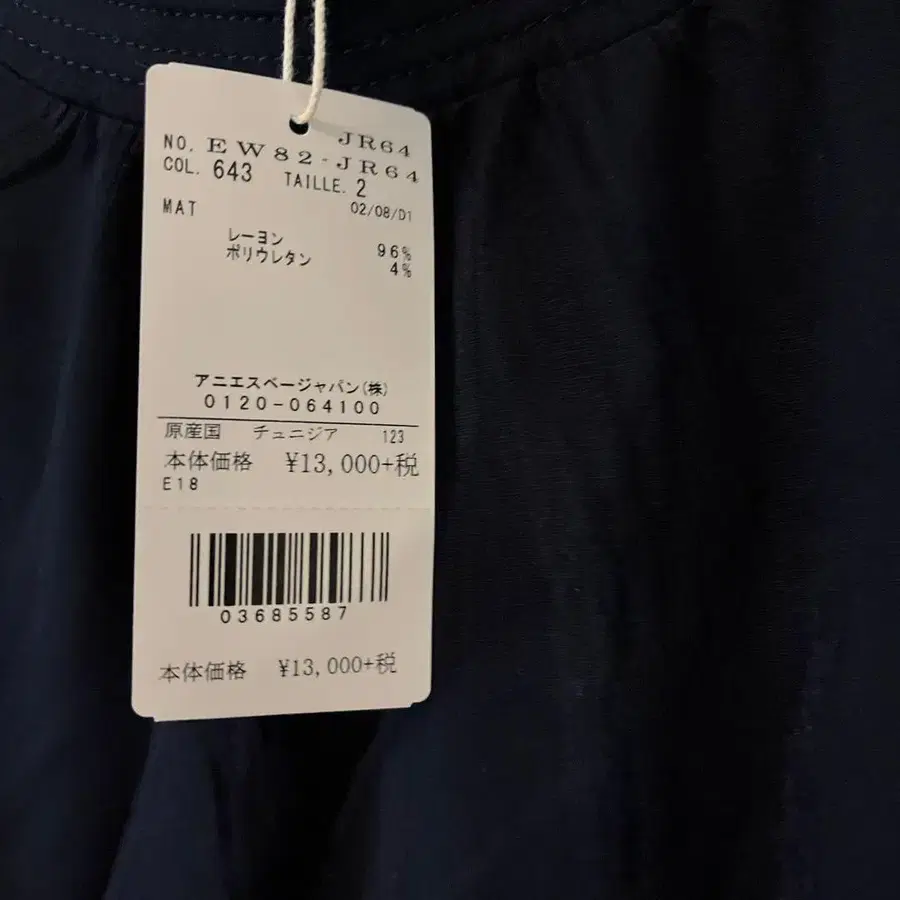 JR64
NO. EW82-JR64
COL. 643 TAILLE. 2
MAT 02/08/D1
レーヨン 96%
ポリウレタン 4%
アニエスベージャパン(株)
0120-064100
原産国 チュニジア 123
本体価格 ¥13,000+税
E18
03685587
本体価格 ¥13,000+税